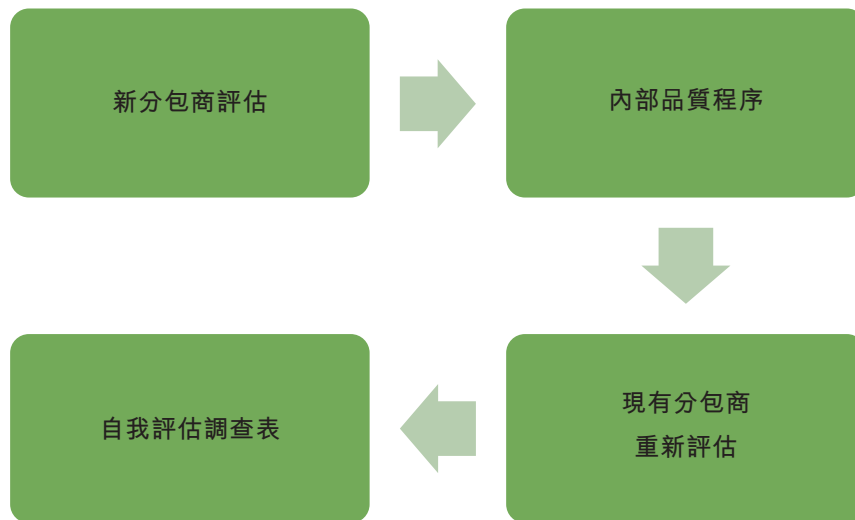 新分包商評估
內部品質程序
現有分包商
重新評估
自我評估調查表